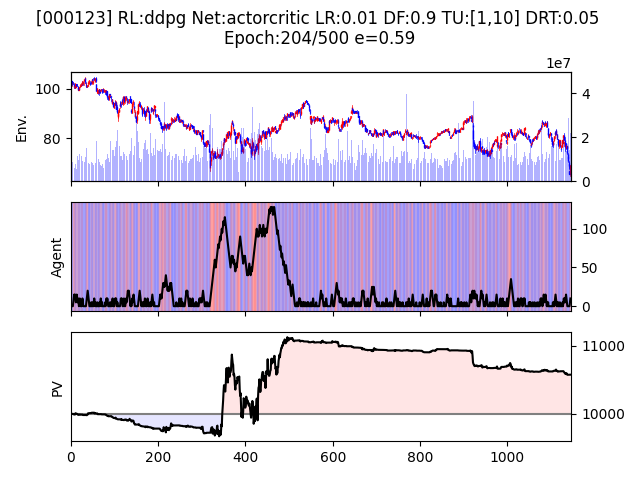 [000123] RL:ddpg Net:actorcritic LR:0.01 DF:0.9 TU:[1,10] DRT:0.05
Epoch:204/500 e=0.59
1e7
Env.
100
80
4
2
0
Agent
100
50
0
PV
11000
10000
0 200 400 600 800 1000